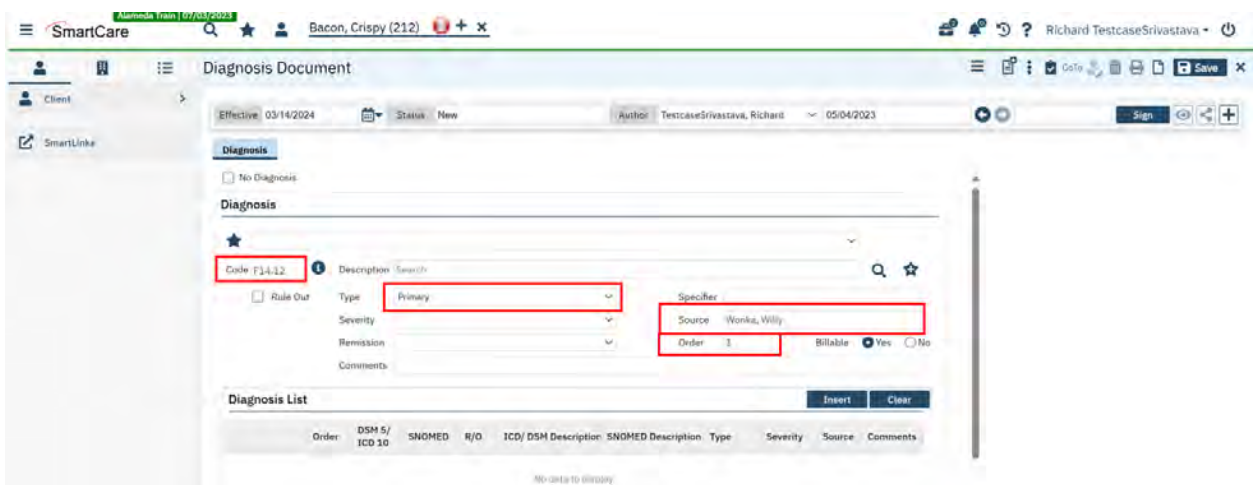 Alameda Train | 07/03/2023
SmartCare Bacon, Crispy (212) Richard TestcaseSrivastava
Diagnosis Document GoTo Save
Client
SmartLinks
Effective 03/14/2024 Status New Author TestcaseSrivastava, Richard 05/04/2023 Sign
Diagnosis
No Diagnosis
Diagnosis
Code F14.12 Description Search
Rule Out Type Primary Specifier
Severity Source Wonka, Willy
Remission Order 1 Billable Yes No
Comments
Diagnosis List Insert Clear
Order DSM 5/ ICD 10 SNOMED R/O ICD/ DSM Description SNOMED Description Type Severity Source Comments
No data to display